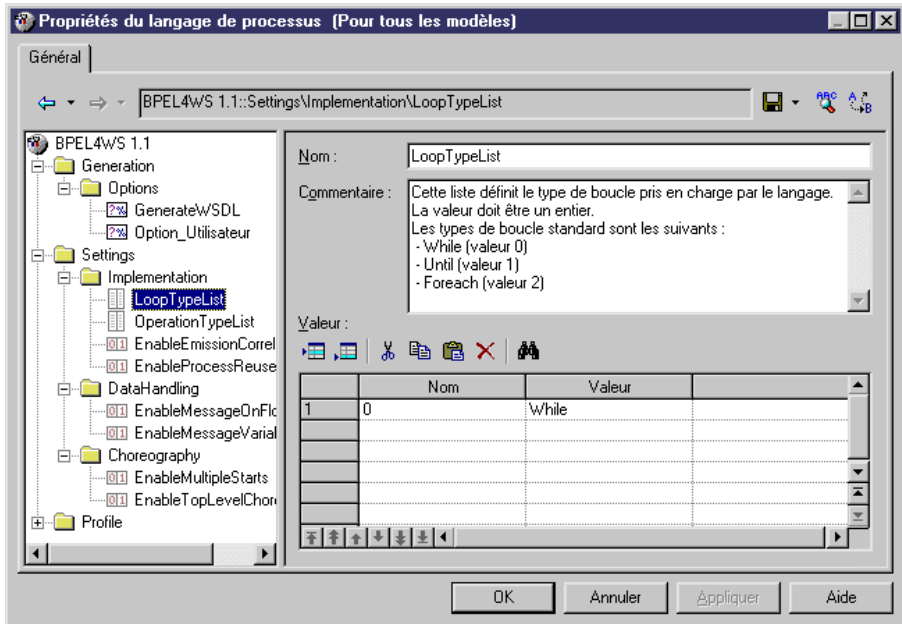 Propriétés du langage de processus (Pour tous les modèles)
Général
BPEL4WS 1.1::Settings\Implementation\LoopTypeList
BPEL4WS 1.1
Generation
Options
GenerateWSDL
Option_Utilisateur
Settings
Implementation
LoopTypeList
OperationTypeList
EnableEmissionCorrel
EnableProcessReuse
DataHandling
EnableMessageOnFlo
EnableMessageVarial
Choreography
EnableMultipleStarts
EnableTopLevelChor
Profile
Nom :
LoopTypeList
Commentaire :
Cette liste définit le type de boucle pris en charge par le langage.
La valeur doit être un entier.
Les types de boucle standard sont les suivants :
- While (valeur 0)
- Until (valeur 1)
- Foreach (valeur 2)
Valeur :
Nom Valeur
1 0 While
OK Annuler Appliquer Aide